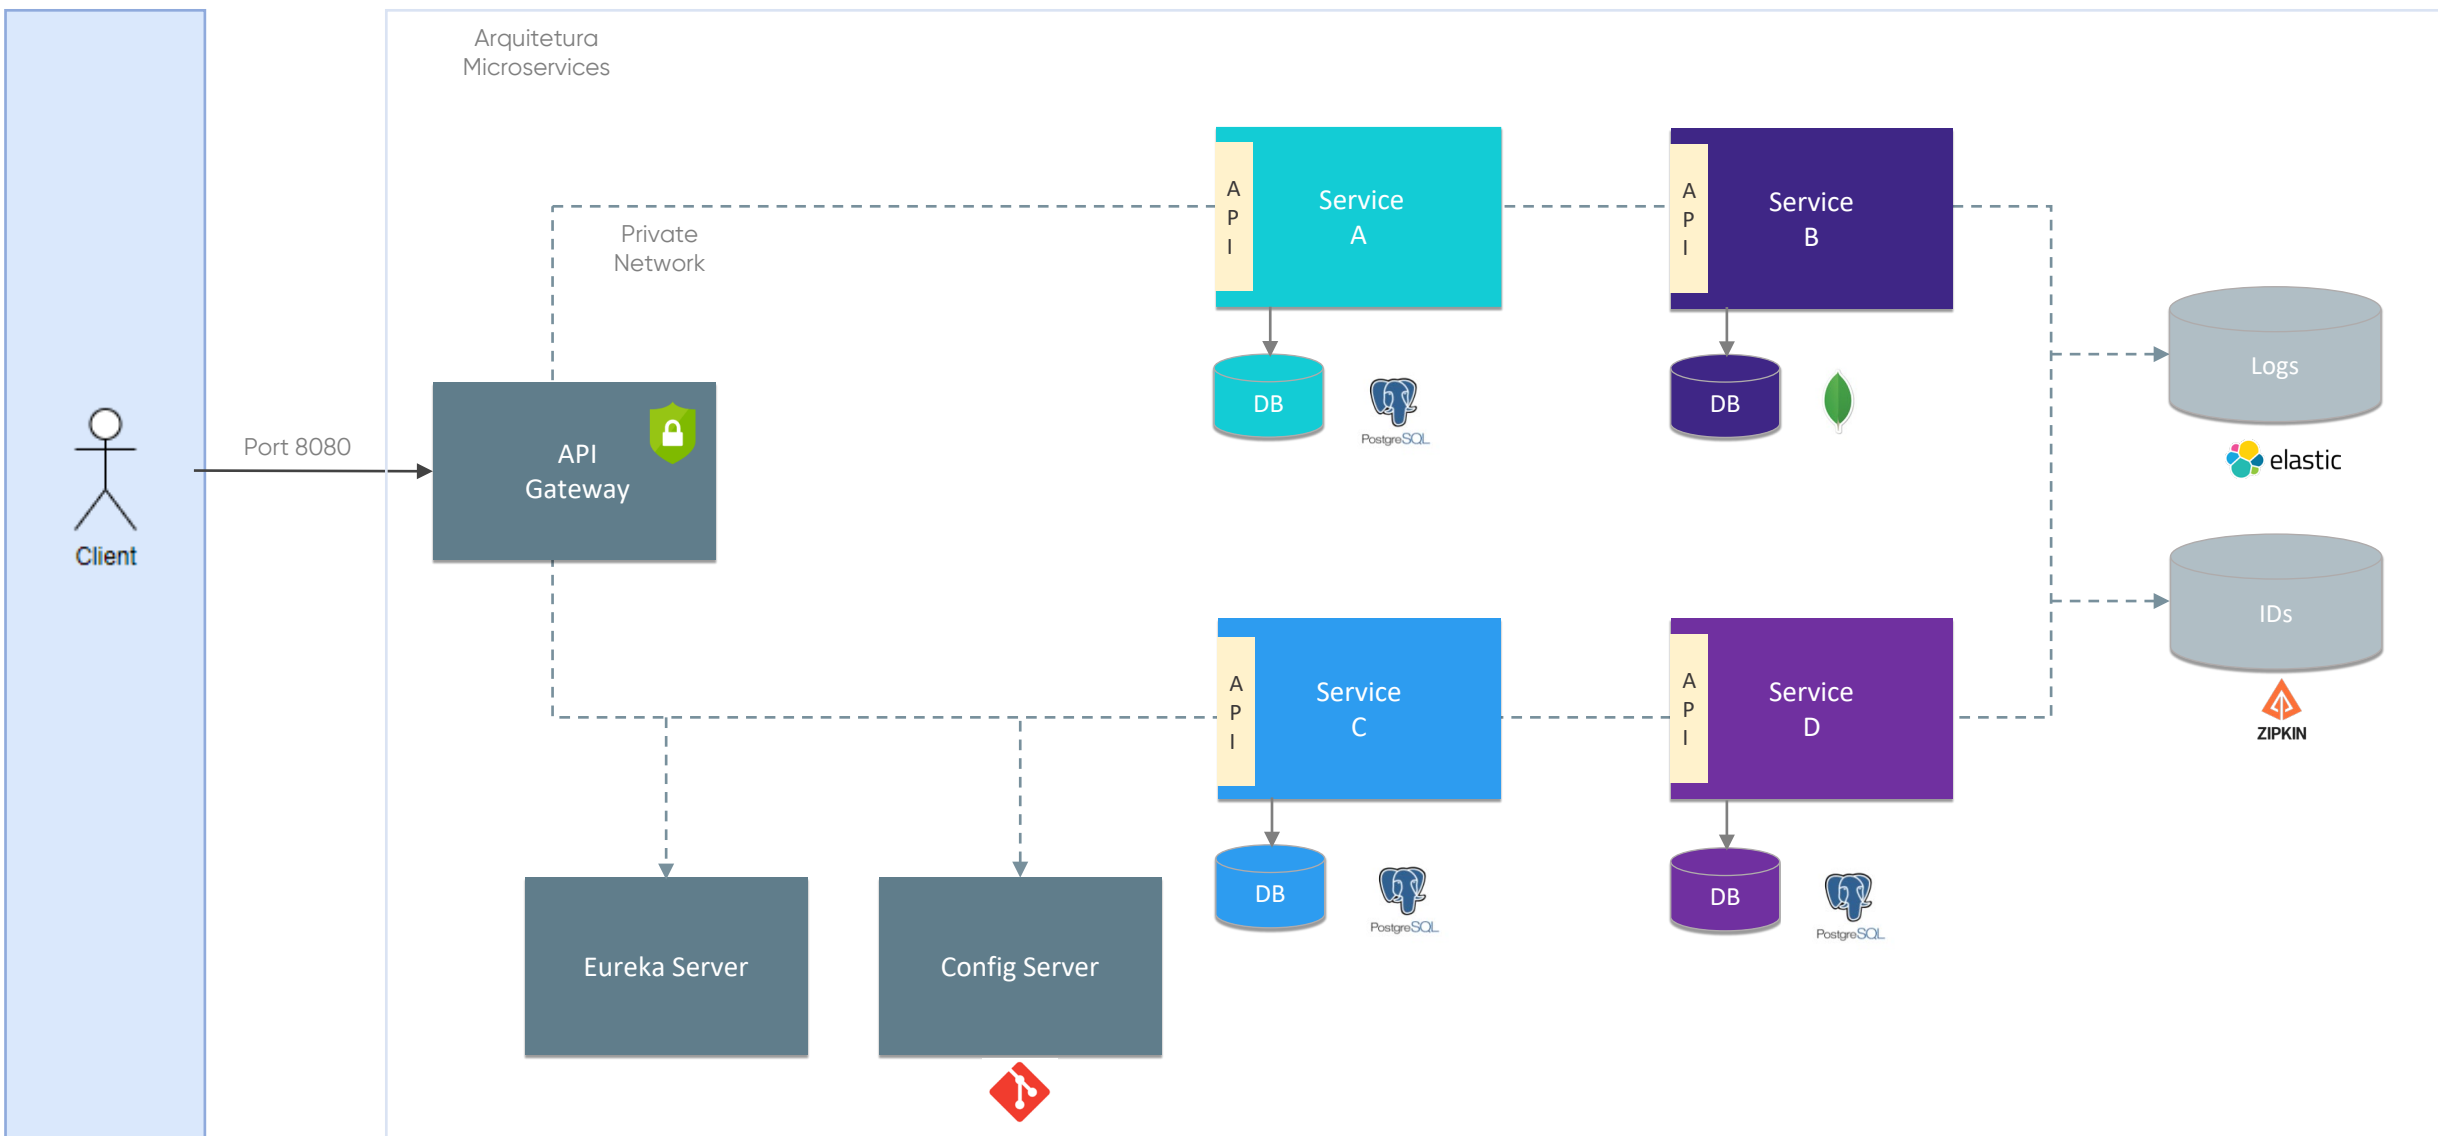 Arquitetura
Microservices
Private
Network
Port 8080
Client
API
Gateway
A
P
I
Service
A
DB
PostgreSQL
A
P
I
Service
B
DB
Logs
elastic
IDs
ZIPKIN
A
P
I
Service
C
DB
PostgreSQL
A
P
I
Service
D
DB
PostgreSQL
Eureka Server
Config Server